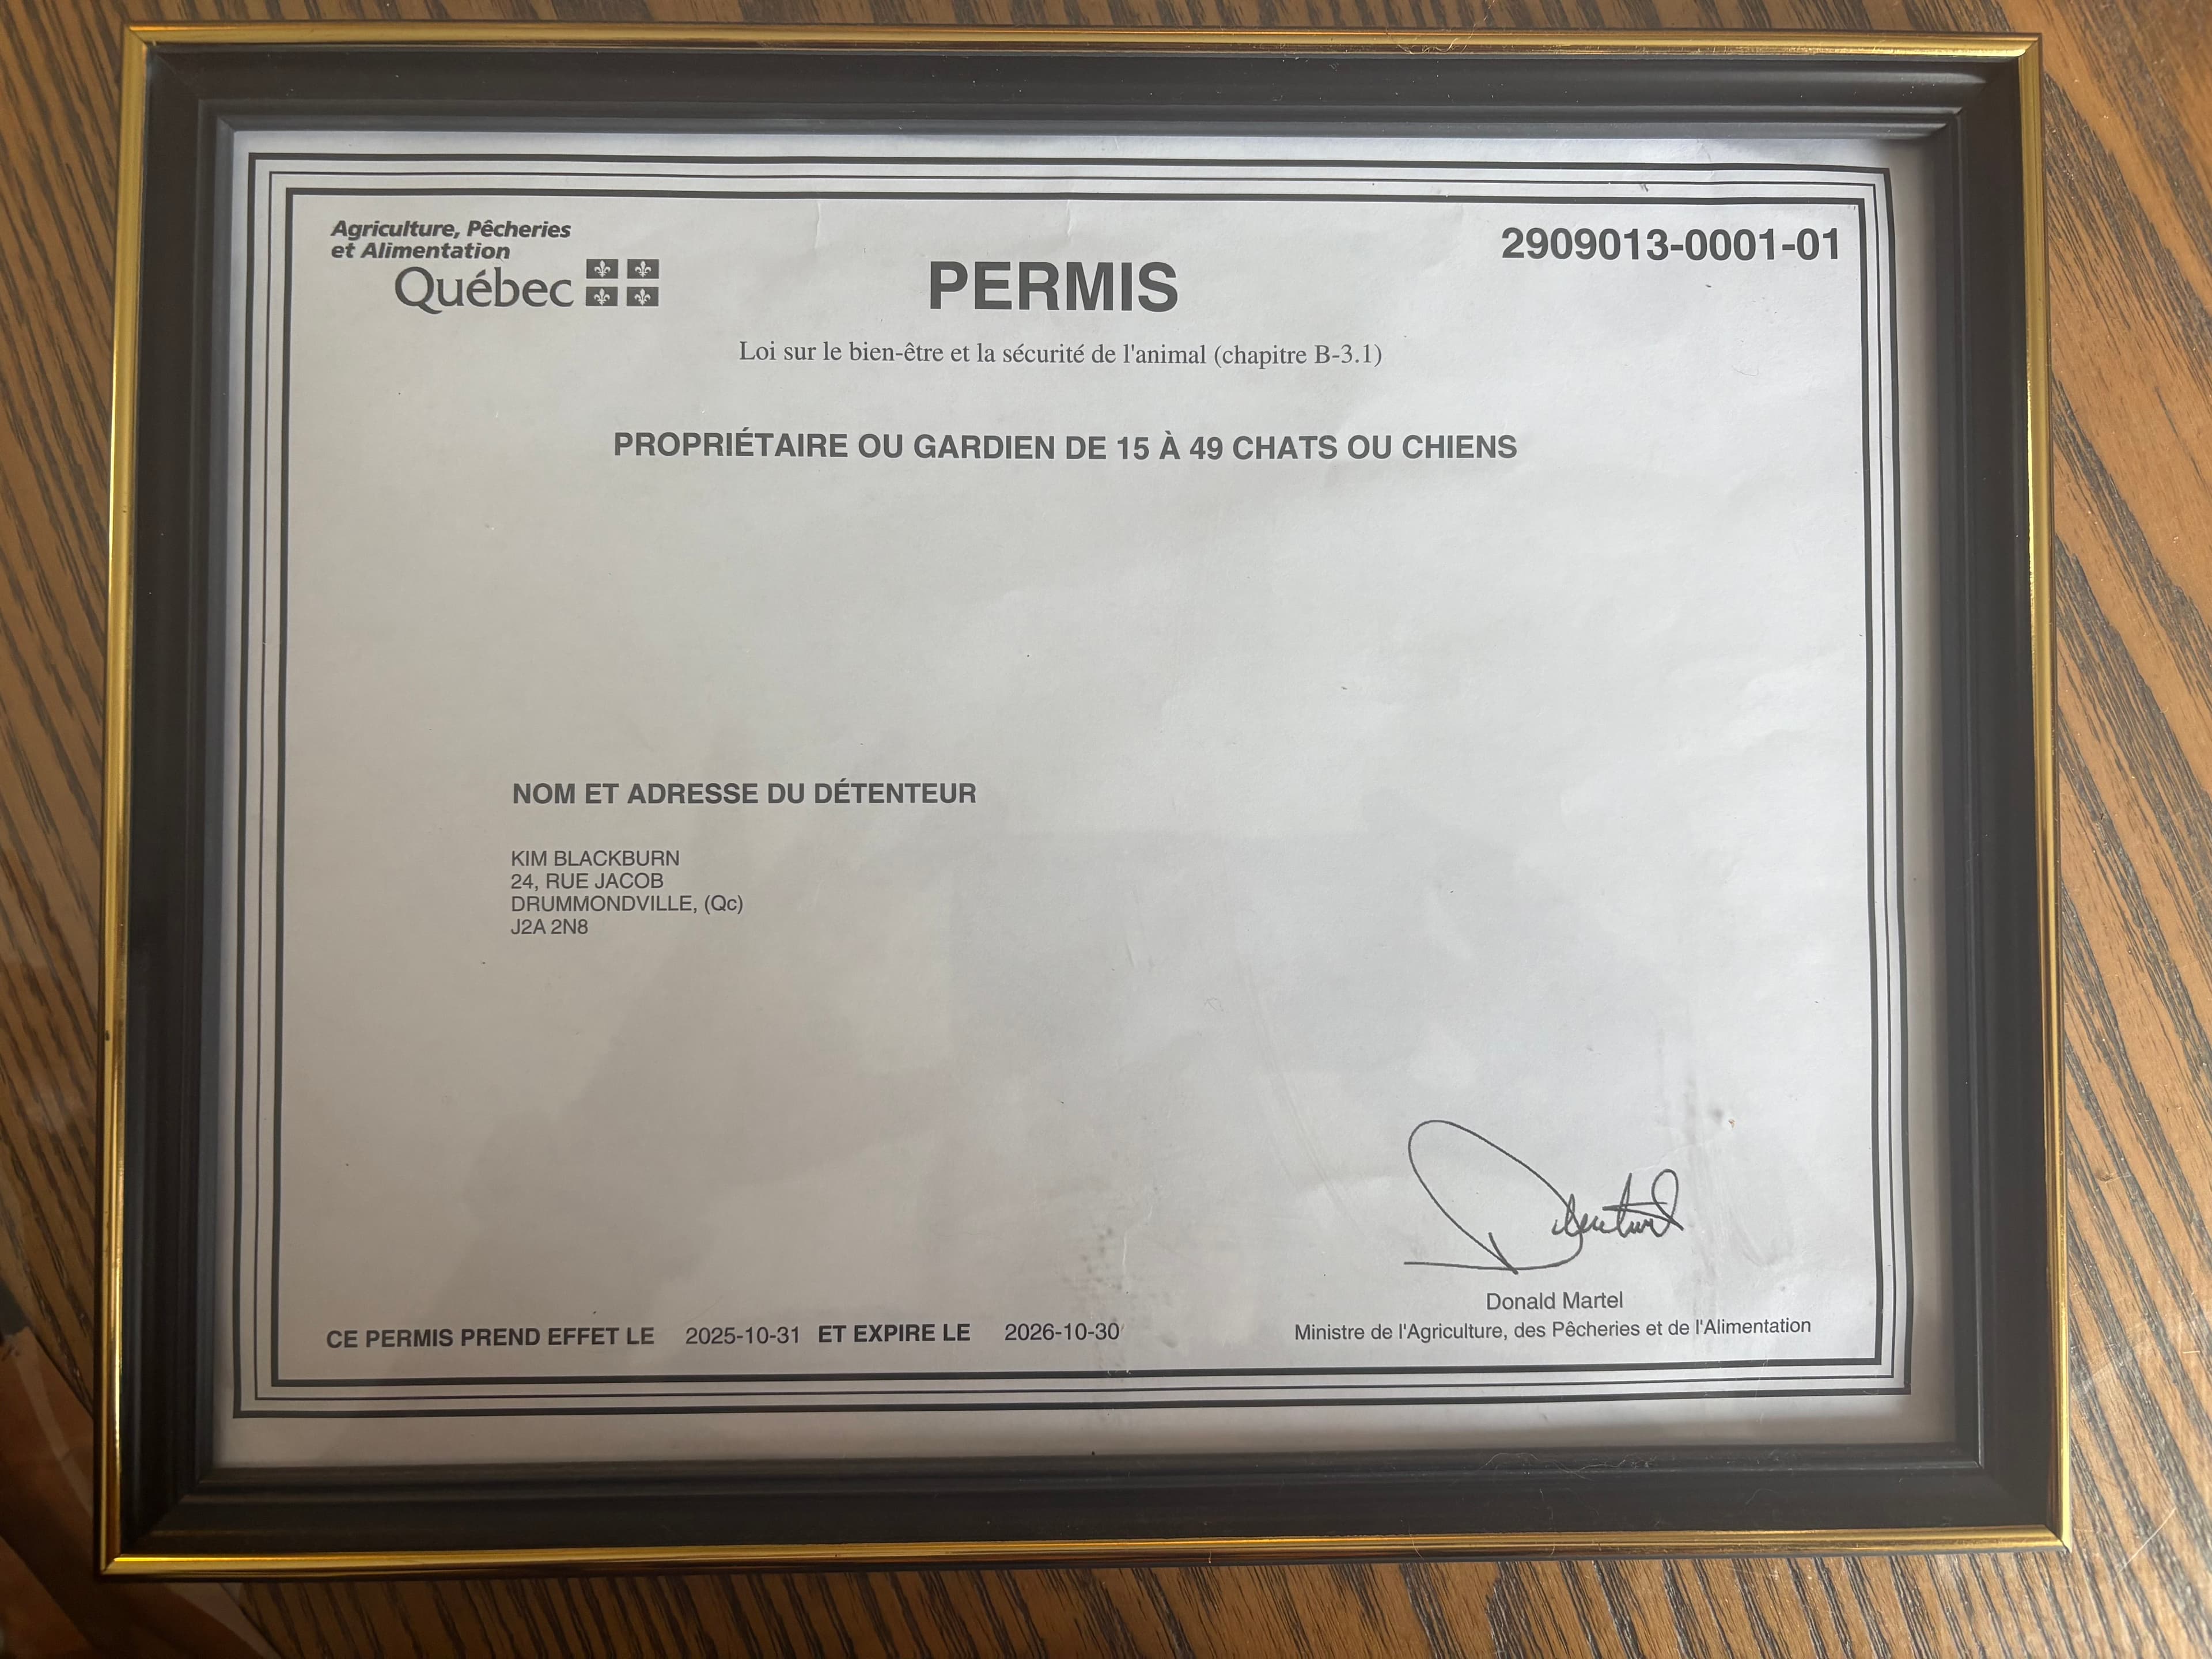 Agriculture, Pêcheries
et Alimentation
Québec
2909013-0001-01
PERMIS
Loi sur le bien-être et la sécurité de l'animal (chapitre B-3.1)
PROPRIÉTAIRE OU GARDIEN DE 15 À 49 CHATS OU CHIENS
NOM ET ADRESSE DU DÉTENTEUR
KIM BLACKBURN
24, RUE JACOB
DRUMMONDVILLE, (Qc)
J2A 2N8
Donald Martel
Ministre de l'Agriculture, des Pêcheries et de l'Alimentation
CE PERMIS PREND EFFET LE 2025-10-31 ET EXPIRE LE 2026-10-30